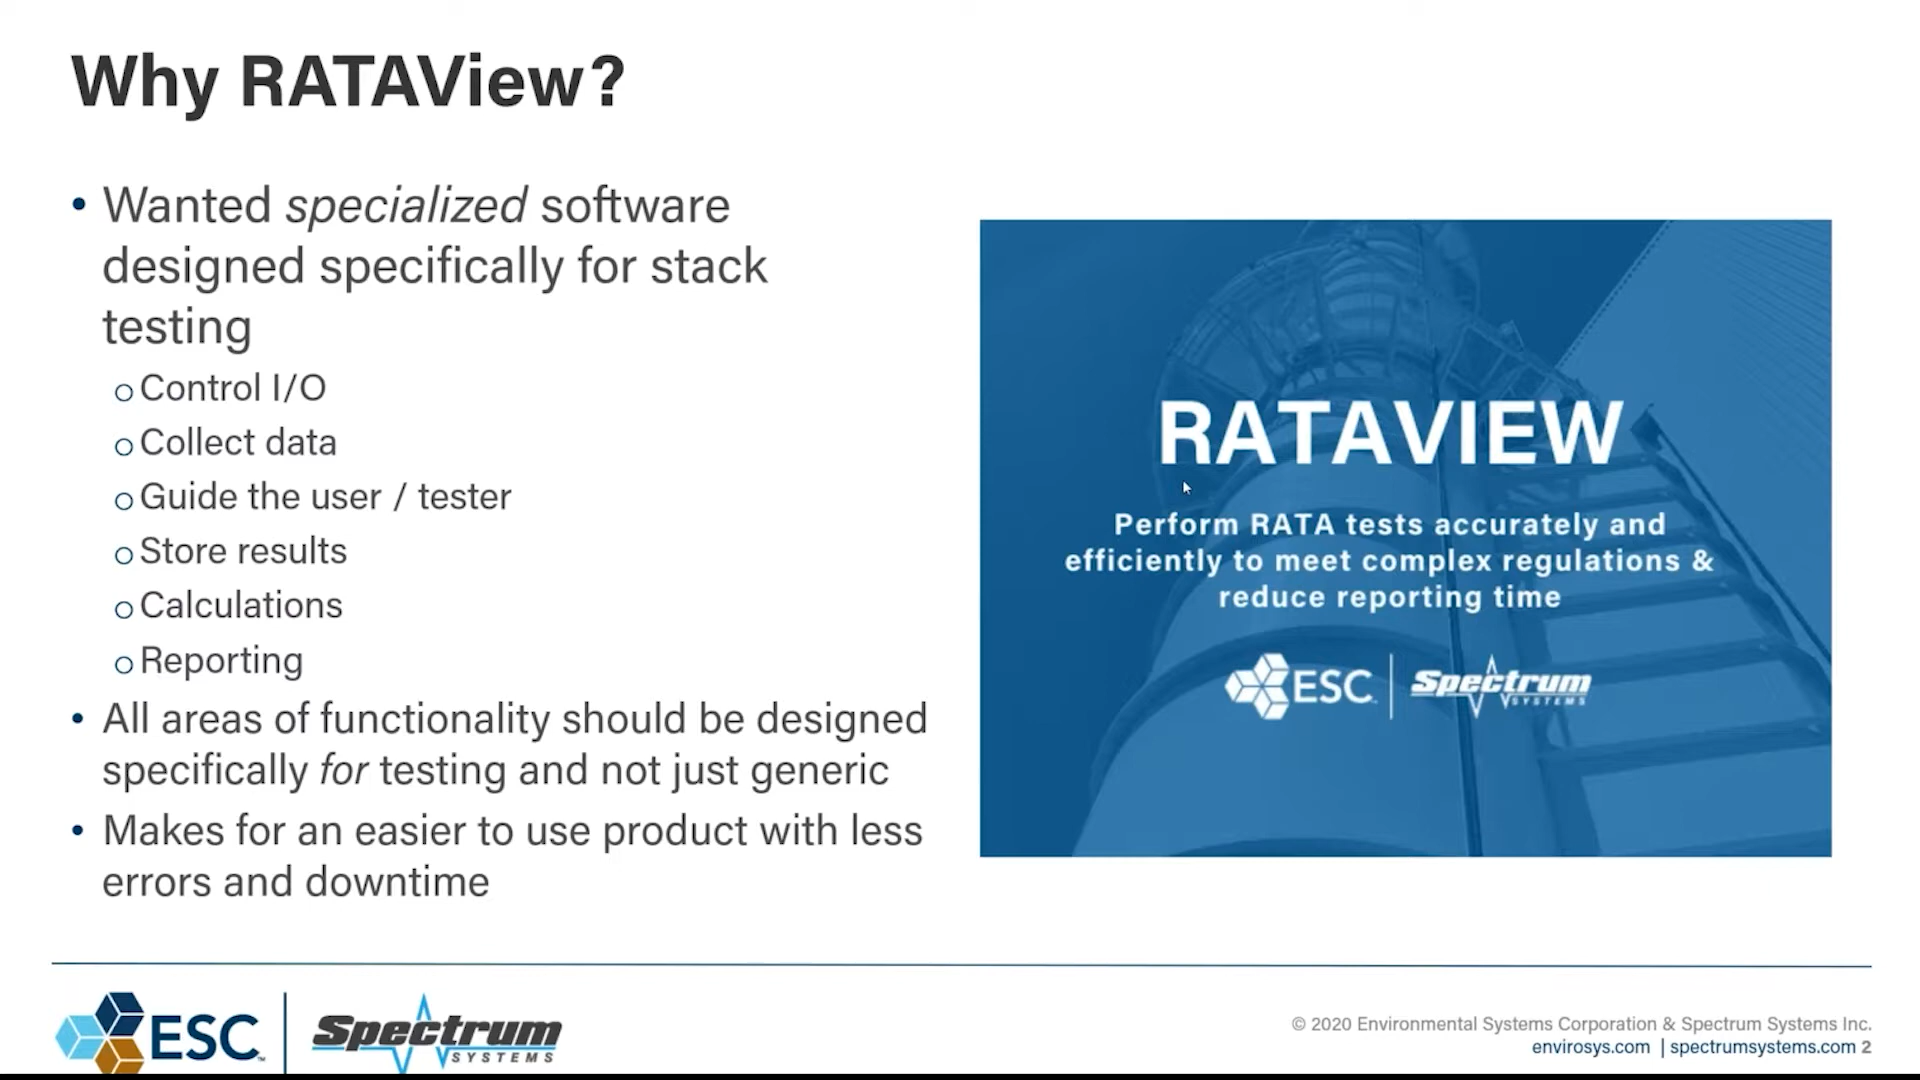 Why RATAView?
• Wanted specialized software
designed specifically for stack
testing
o Control I/O
o Collect data
o Guide the user / tester
o Store results
o Calculations
o Reporting
• All areas of functionality should be designed
specifically for testing and not just generic
• Makes for an easier to use product with less
errors and downtime
RATAVIEW
Perform RATA tests accurately and
efficiently to meet complex regulations &
reduce reporting time
ESC | Spectrum
SYSTEMS
ESC™ | Spectrum
SYSTEMS
© 2020 Environmental Systems Corporation & Spectrum Systems Inc.
envirosys.com | spectrumsystems.com 2